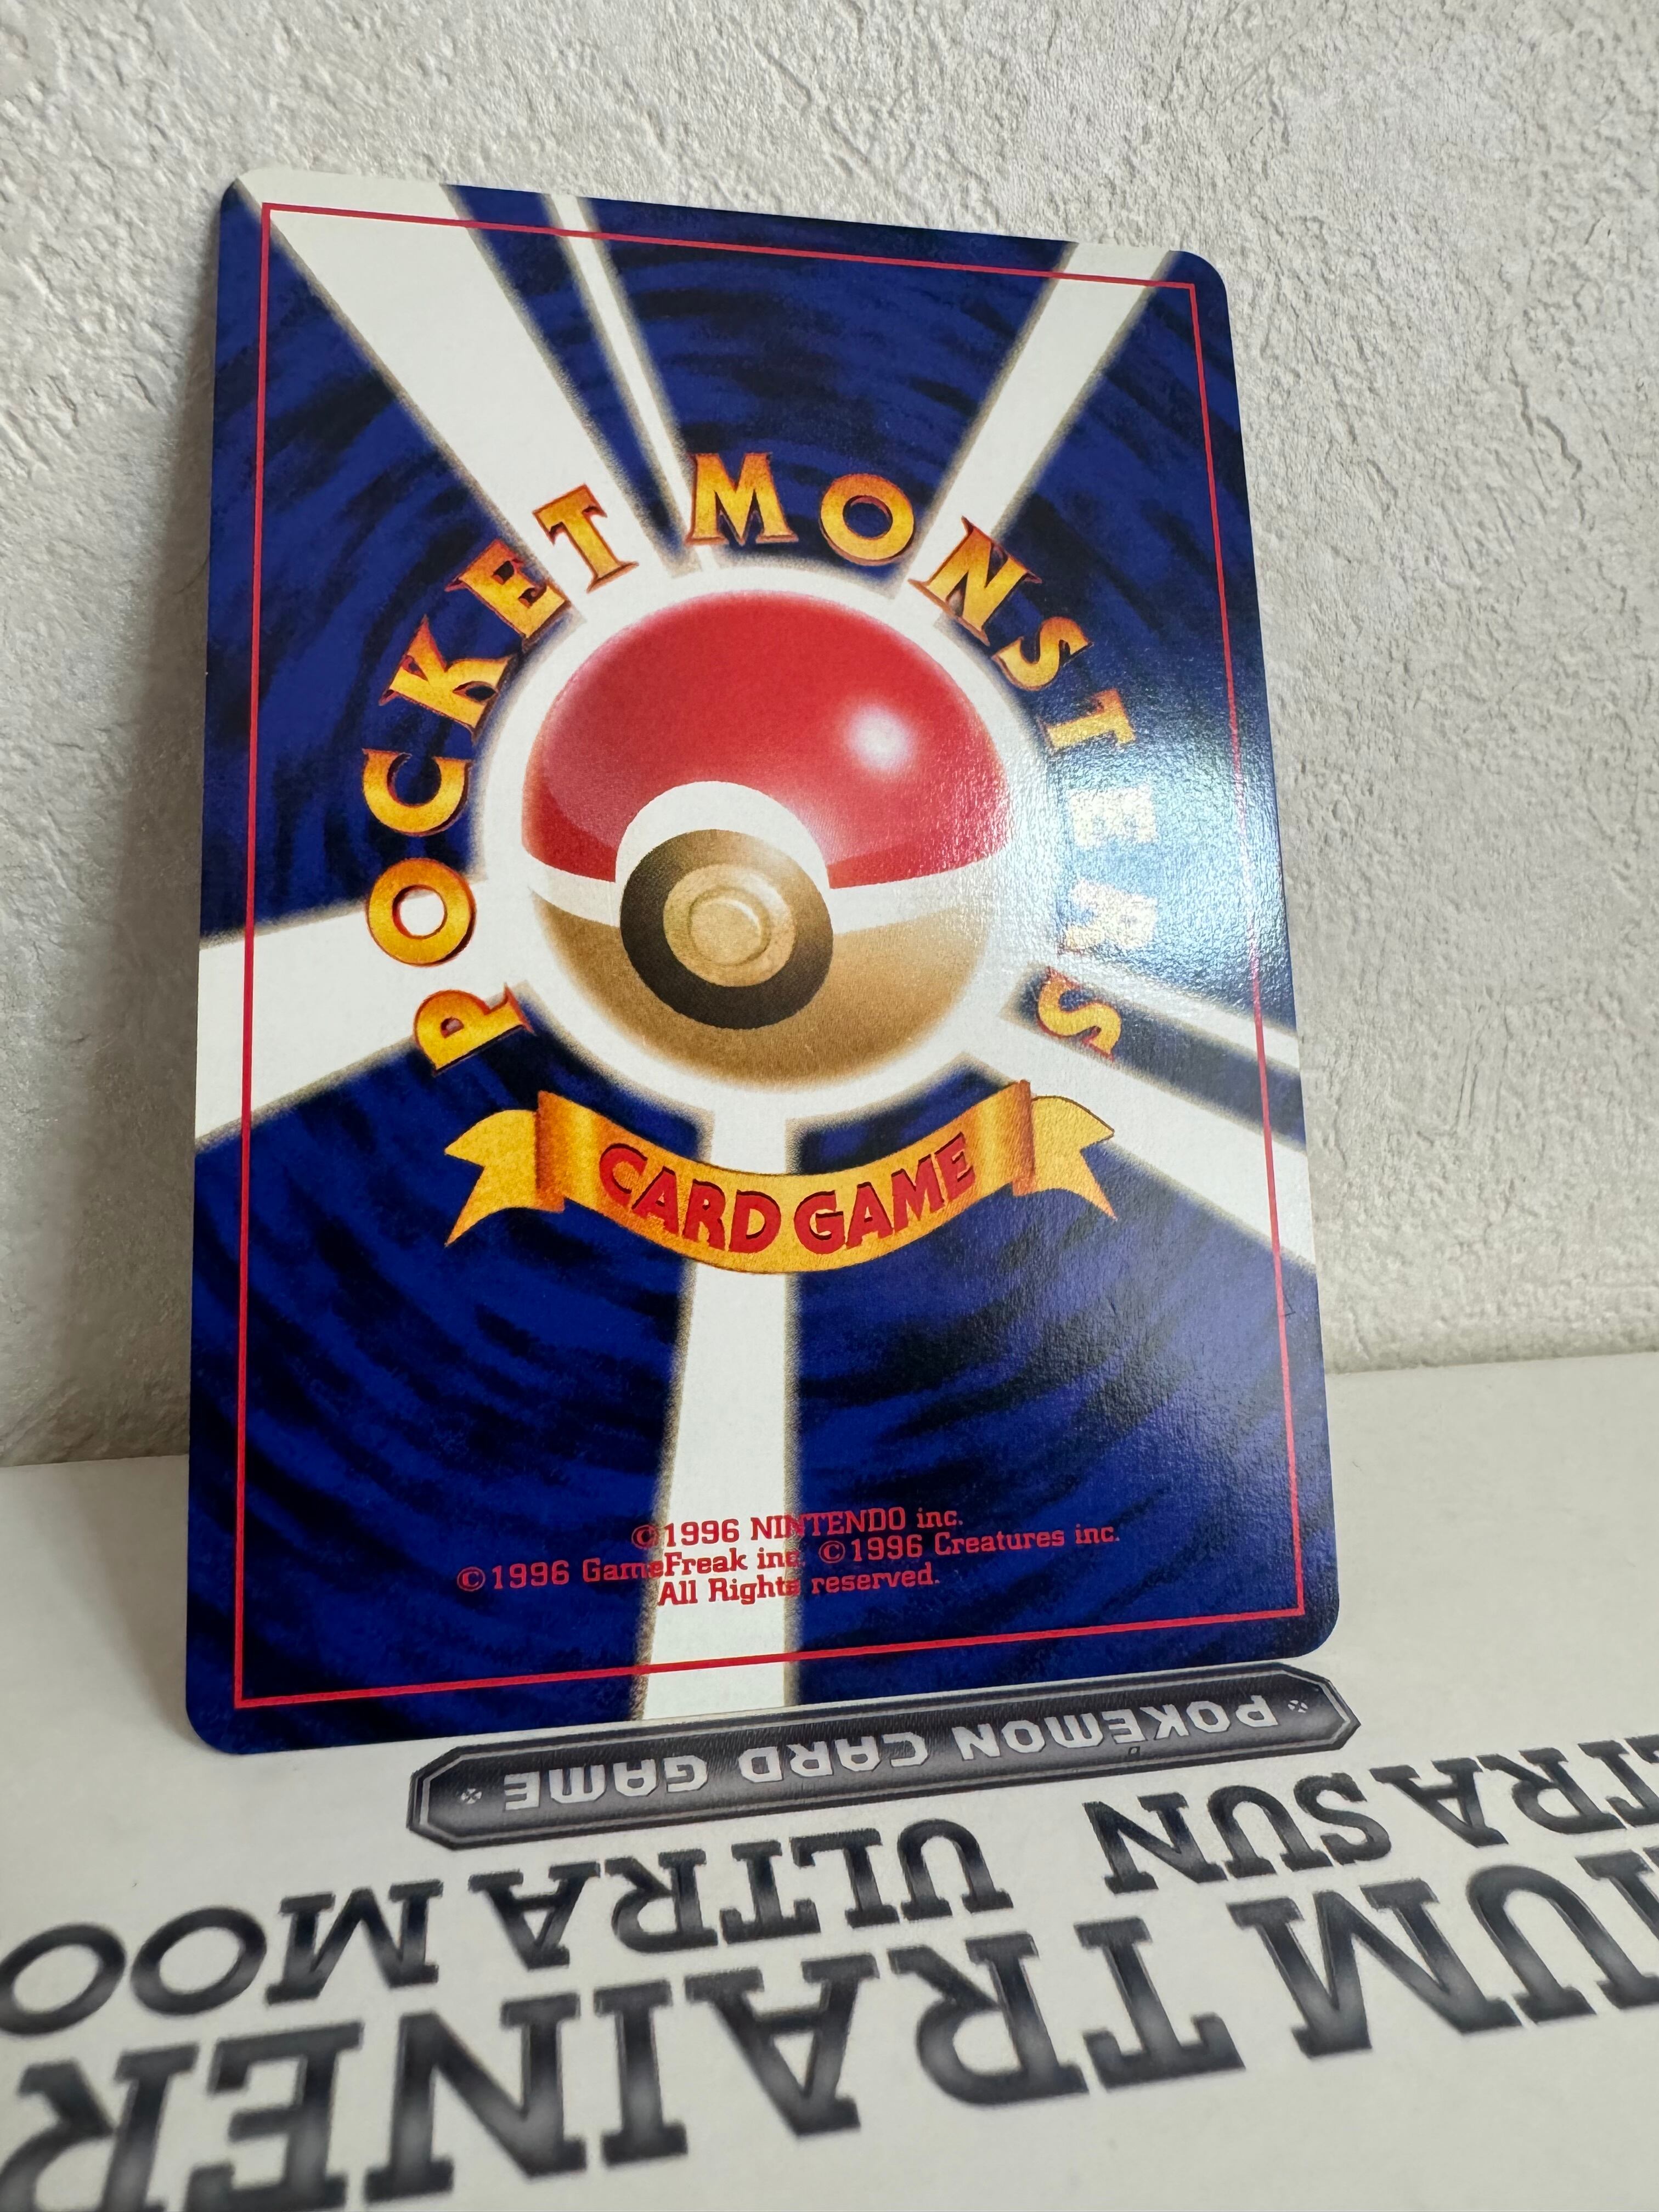 POCKET MONSTERS
CARD GAME
©1996 NINTENDO inc.
©1996 GameFreak inc. ©1996 Creatures inc.
All Rights reserved.
POKÉMON CARD GAME
ULTRA SUN ULTRA MOO
TRAINER